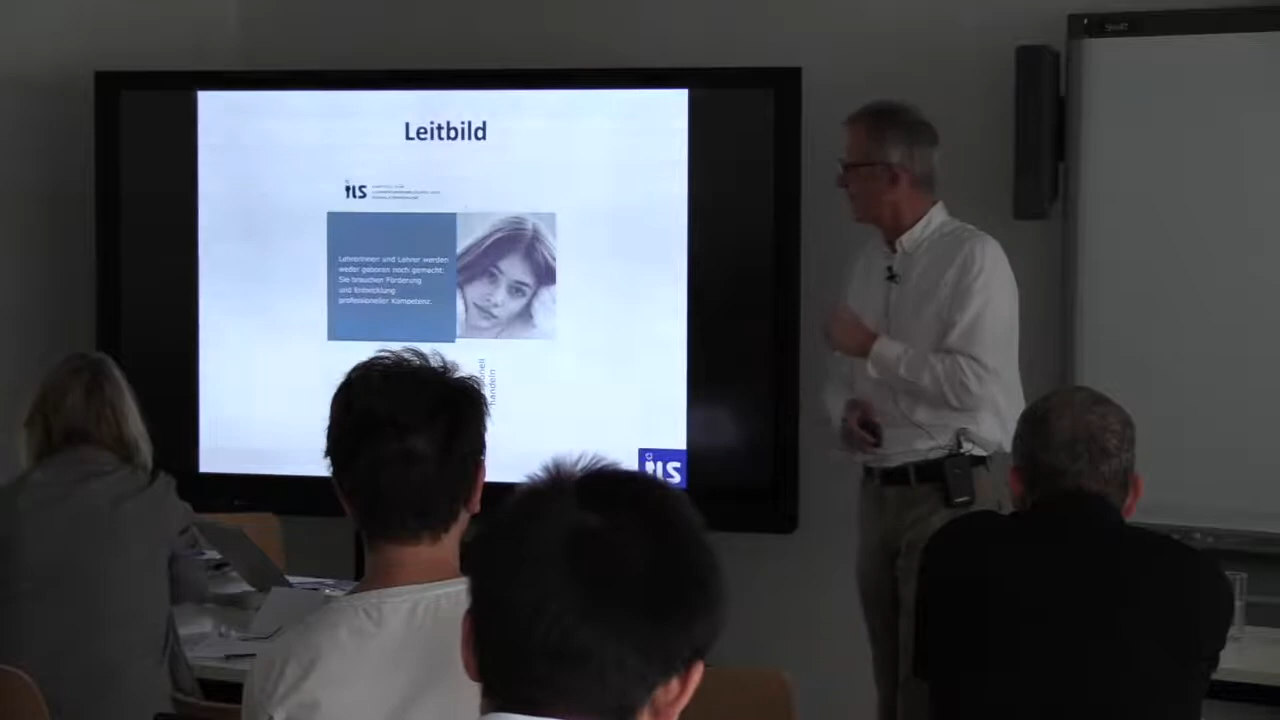 Leitbild
ILS
Lehrerinnen und Lehrer werden
weder geboren noch gemacht:
Sie brauchen Förderung
und Entwicklung
professioneller Kompetenz.
handeln
ILS